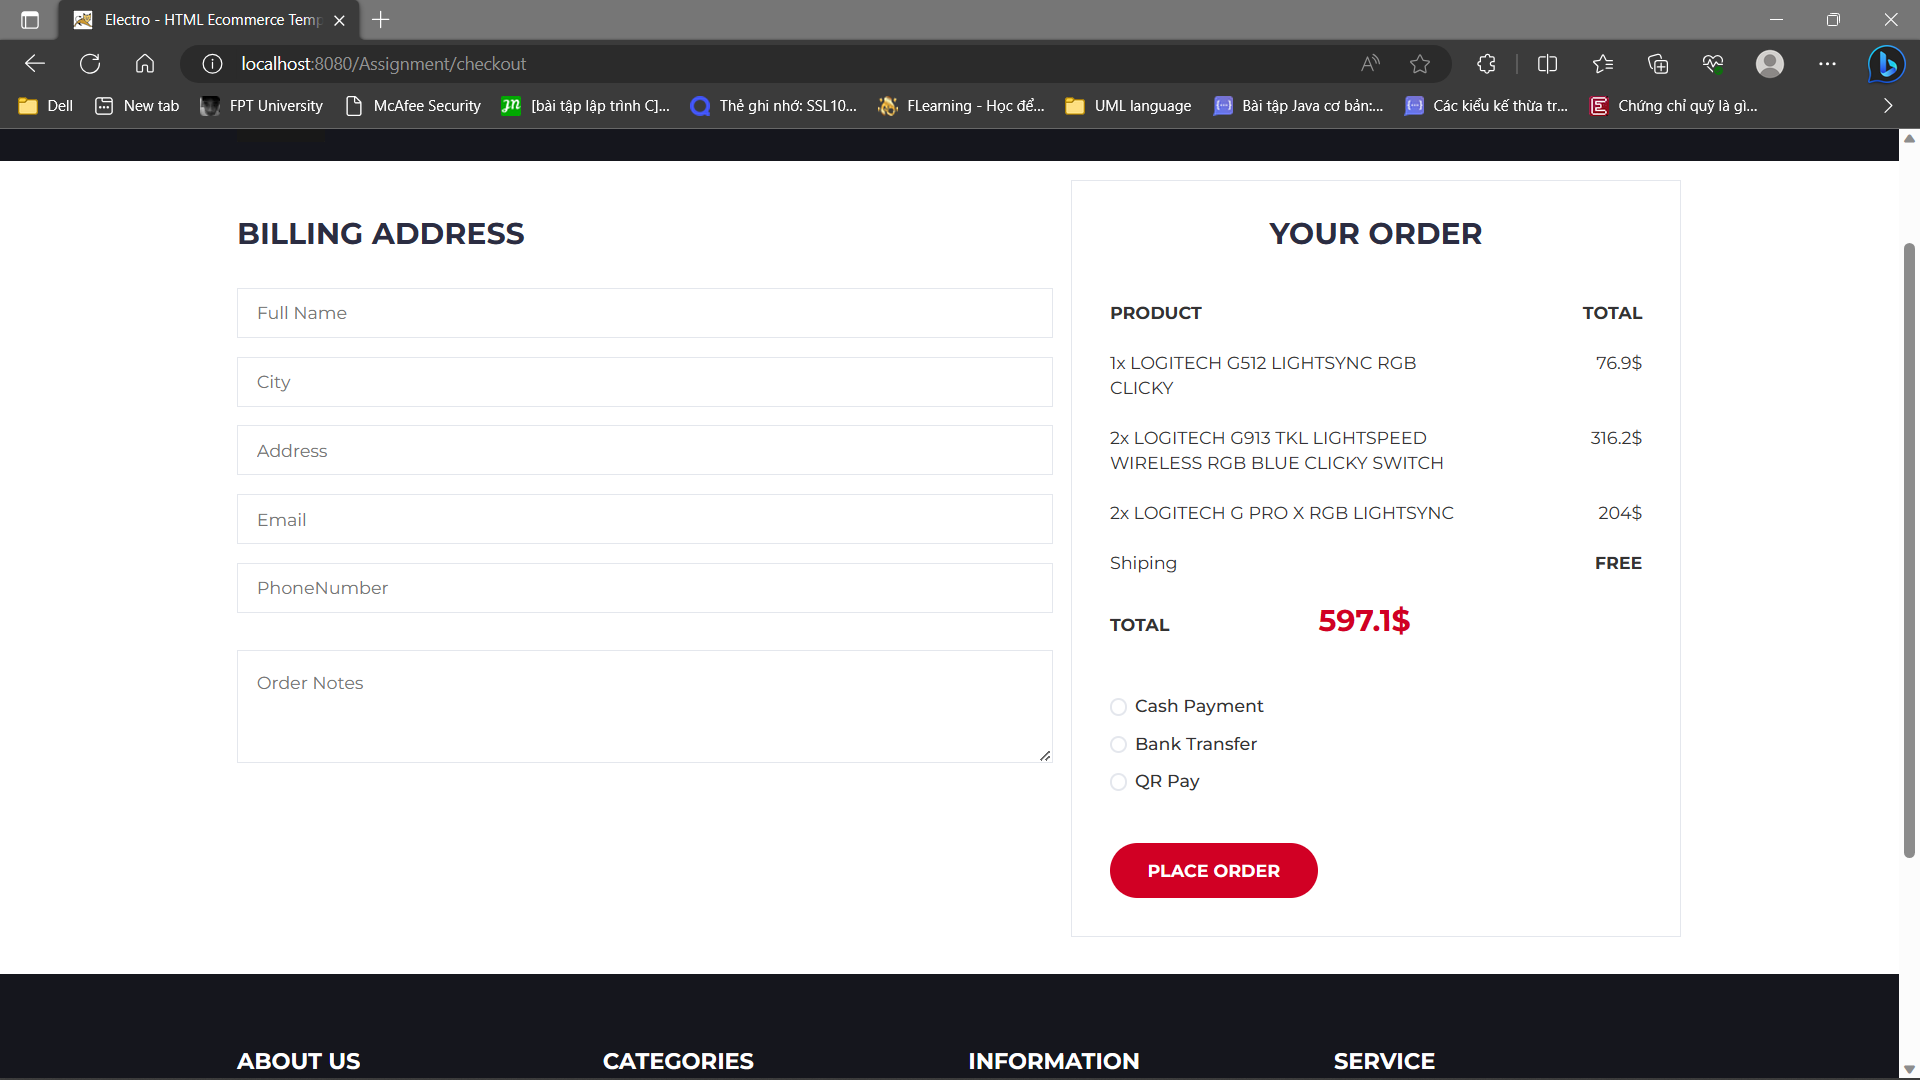 Electro - HTML Ecommerce Temp
localhost:8080/Assignment/checkout
Dell
New tab
FPT University
McAfee Security
[bài tập lập trình C]...
Thẻ ghi nhớ: SSL10...
FLearning - Học để...
UML language
Bài tập Java cơ bản:...
Các kiểu kế thừa tr...
Chứng chỉ quỹ là gì...
BILLING ADDRESS
Full Name
City
Address
Email
PhoneNumber
Order Notes
YOUR ORDER
PRODUCT TOTAL
1x LOGITECH G512 LIGHTSYNC RGB 76.9$
CLICKY
2x LOGITECH G913 TKL LIGHTSPEED 316.2$
WIRELESS RGB BLUE CLICKY SWITCH
2x LOGITECH G PRO X RGB LIGHTSYNC 204$
Shiping FREE
TOTAL 597.1$
Cash Payment
Bank Transfer
QR Pay
PLACE ORDER
ABOUT US CATEGORIES INFORMATION SERVICE